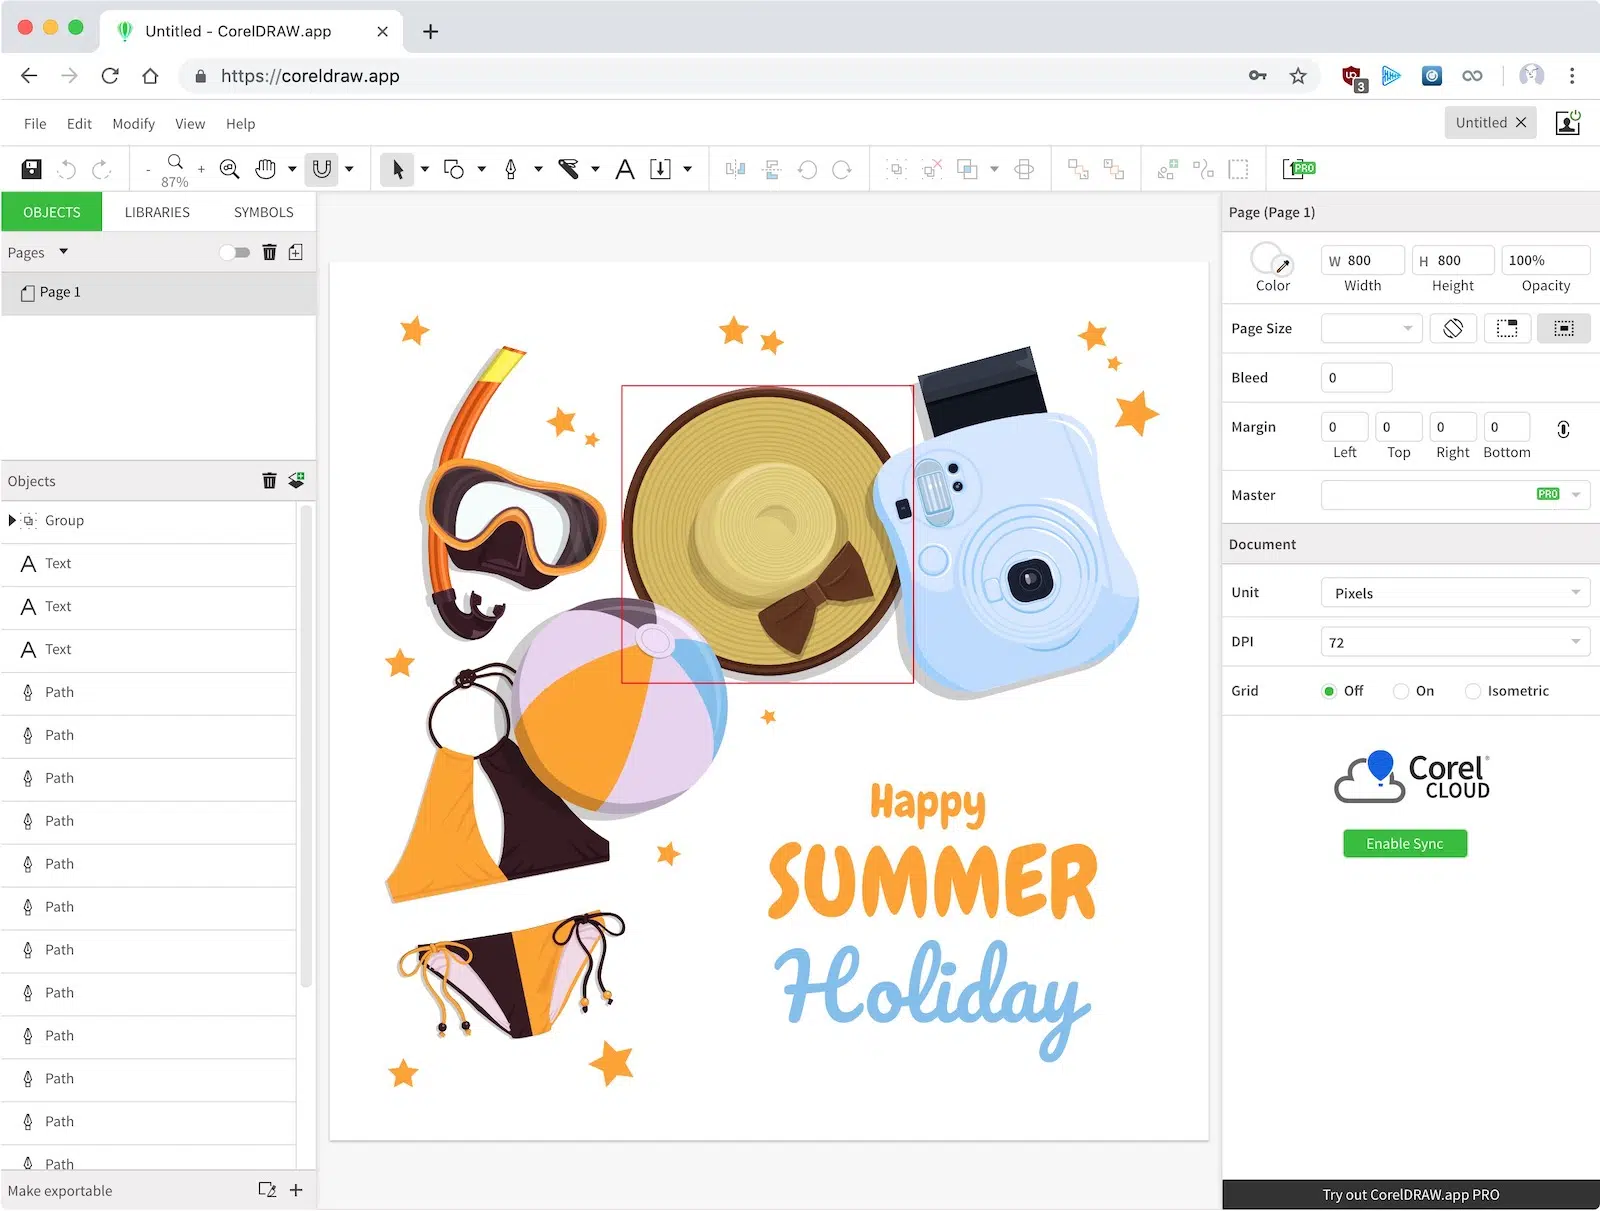 Untitled - CorelDRAW.app
https://coreldraw.app
3
File Edit Modify View Help
Untitled
- 87% +
A
PRO
OBJECTS LIBRARIES SYMBOLS
Pages
Page 1
Objects
Group
A Text
A Text
A Text
Path
Path
Path
Path
Path
Path
Path
Path
Path
Path
Path
Path
Make exportable
Happy
SUMMER
Holiday
Page (Page 1)
W 800 H 800 100%
Color Width Height Opacity
Page Size
Bleed 0
Margin 0 0 0 0
Left Top Right Bottom
Master PRO
Document
Unit Pixels
DPI 72
Grid Off On Isometric
Corel
CLOUD
Enable Sync
Try out CorelDRAW.app PRO